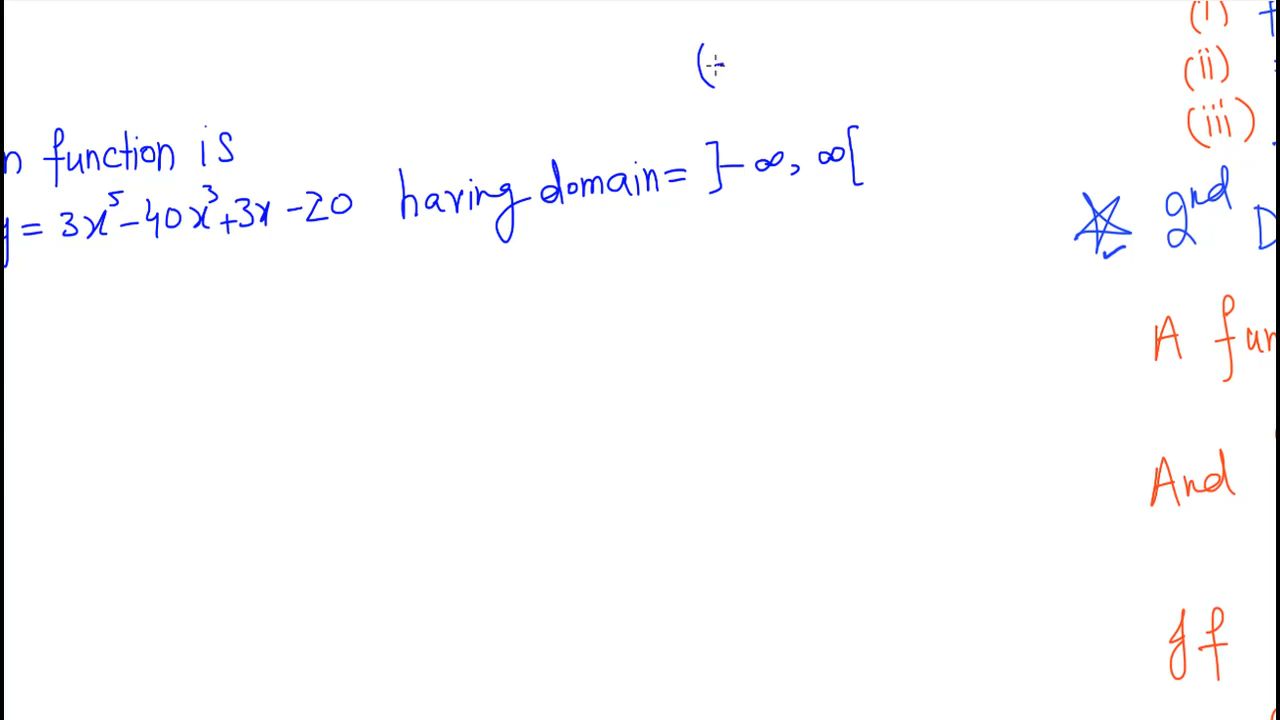 (-
n function is
y = 3x⁵ - 40x³ + 3x - 20 having domain = ]-∞, ∞[
(i)
(ii)
(iii)
2nd D
A fun
And
If